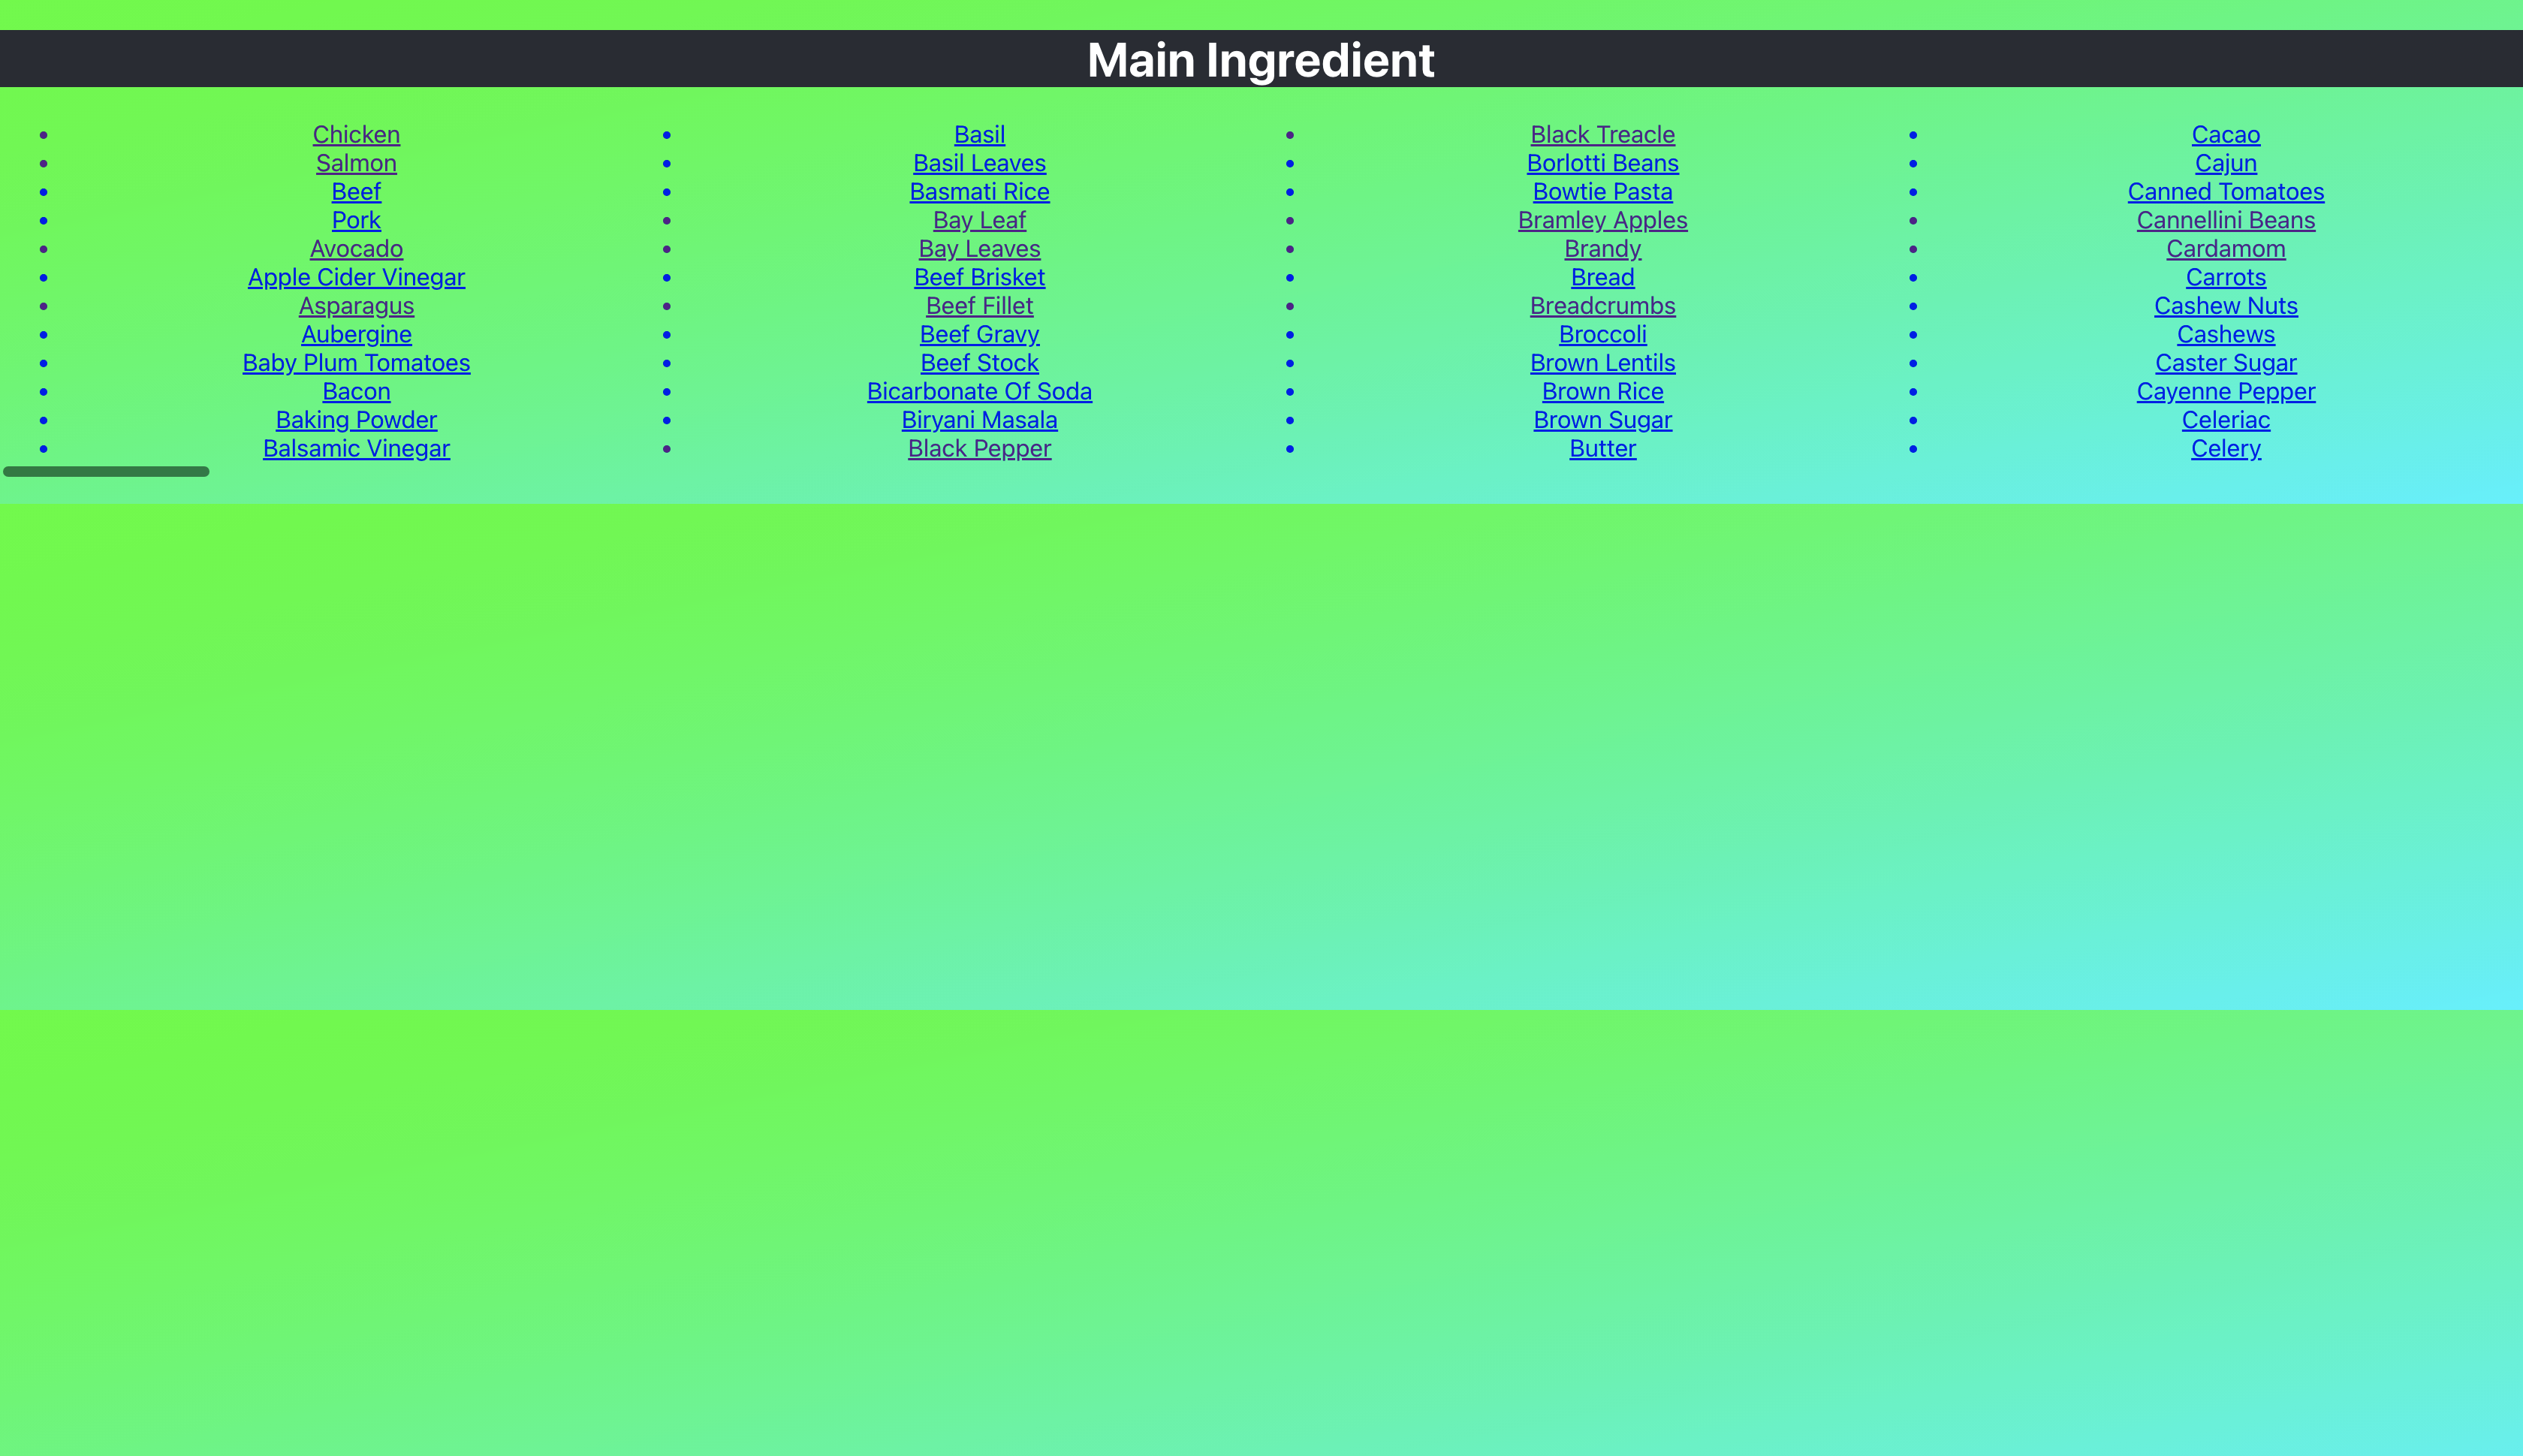 Main Ingredient
Chicken
Salmon
Beef
Pork
Avocado
Apple Cider Vinegar
Asparagus
Aubergine
Baby Plum Tomatoes
Bacon
Baking Powder
Balsamic Vinegar
Basil
Basil Leaves
Basmati Rice
Bay Leaf
Bay Leaves
Beef Brisket
Beef Fillet
Beef Gravy
Beef Stock
Bicarbonate Of Soda
Biryani Masala
Black Pepper
Black Treacle
Borlotti Beans
Bowtie Pasta
Bramley Apples
Brandy
Bread
Breadcrumbs
Broccoli
Brown Lentils
Brown Rice
Brown Sugar
Butter
Cacao
Cajun
Canned Tomatoes
Cannellini Beans
Cardamom
Carrots
Cashew Nuts
Cashews
Caster Sugar
Cayenne Pepper
Celeriac
Celery